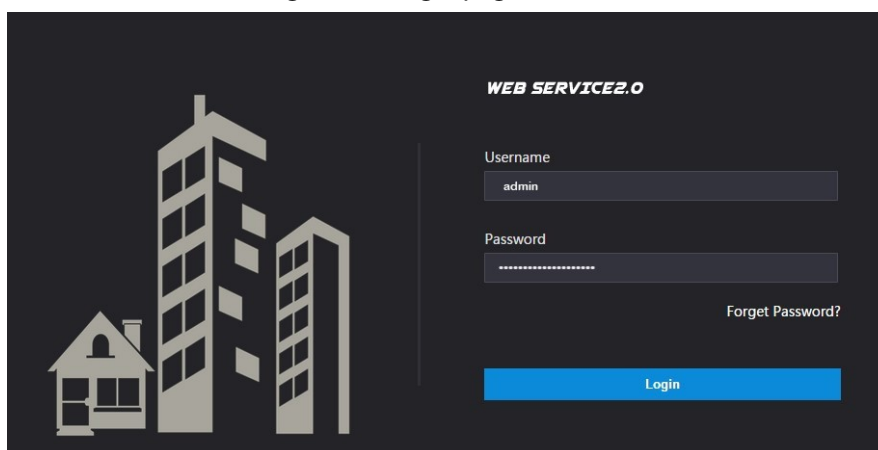 WEB SERVICE2.0
Username
admin
Password
••••••••••••••••••••
Forget Password?
Login